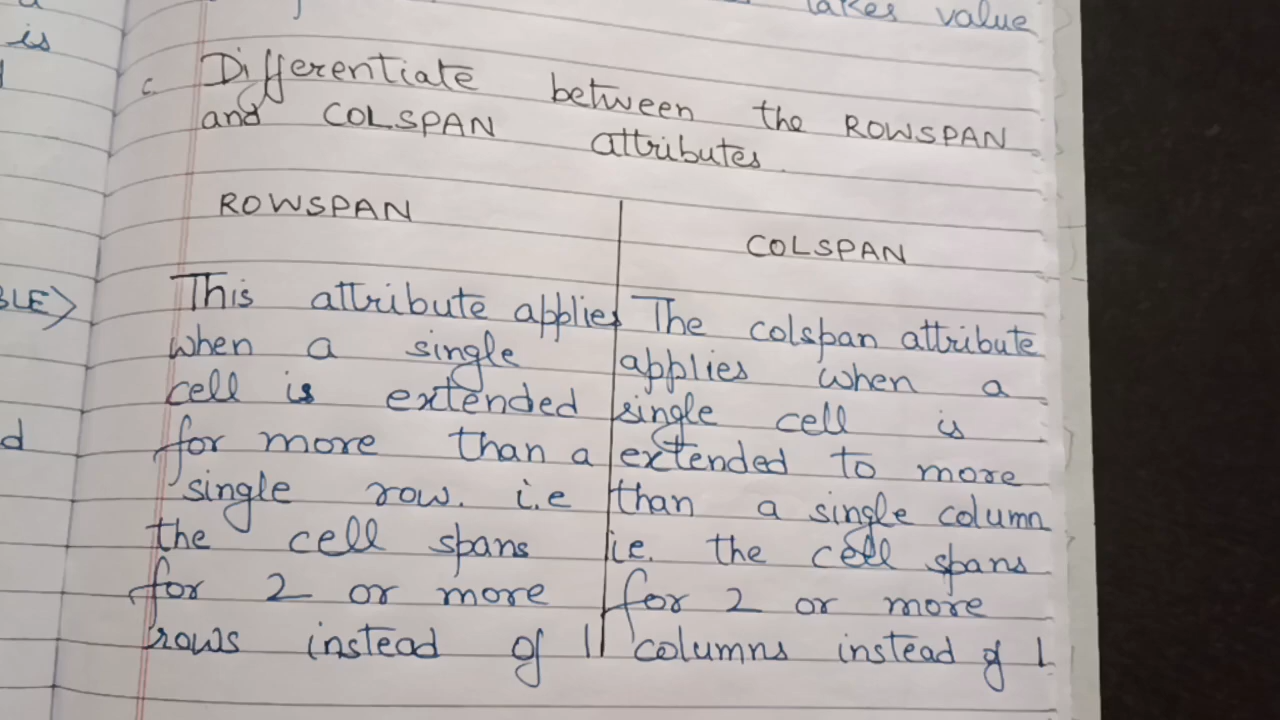 takes value
is
c. Differentiate between the ROWSPAN
and COLSPAN attributes.
ROWSPAN
This attribute applies
when a single
cell is extended
for more than a
single row. i.e
the cell spans
for 2 or more
rows instead of 1
COLSPAN
The colspan attribute
applies when a
single cell is
extended to more
than a single column
i.e. the cell spans
for 2 or more
columns instead of 1.
BLE>
d